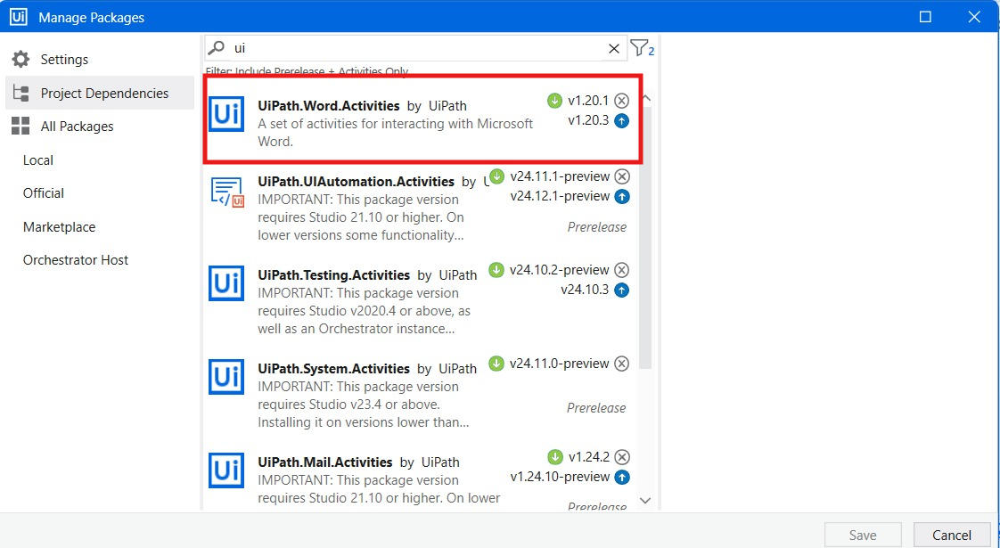 Ui Manage Packages
Settings
Project Dependencies
All Packages
Local
Official
Marketplace
Orchestrator Host
ui
2
Filter: Include Prerelease + Activities Only
Ui
UiPath.Word.Activities by UiPath
v1.20.1
A set of activities for interacting with Microsoft
v1.20.3
Word.
UiPath.UIAutomation.Activities by
v24.11.1-preview
IMPORTANT: This package version
v24.12.1-preview
requires Studio 21.10 or higher. On
lower versions some functionality...
Prerelease
Ui
UiPath.Testing.Activities by UiPath
v24.10.2-preview
IMPORTANT: This package version
v24.10.3
requires Studio v2020.4 or above, as
well as an Orchestrator instance...
Ui
UiPath.System.Activities by UiPath
v24.11.0-preview
IMPORTANT: This package version
requires Studio v23.4 or above.
Installing it on versions lower than...
Prerelease
Ui
UiPath.Mail.Activities by UiPath
v1.24.2
IMPORTANT: This package version
v1.24.10-preview
requires Studio 21.10 or higher. On lower
Prerelease
Save
Cancel